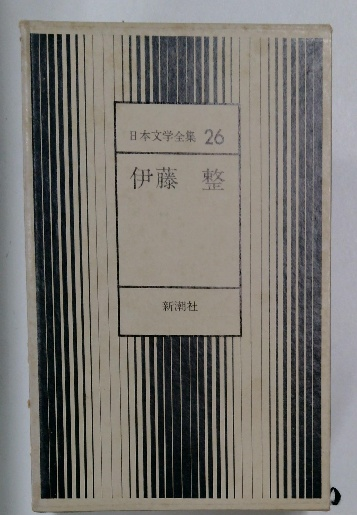 日本文学全集 26
伊藤 整
新潮社